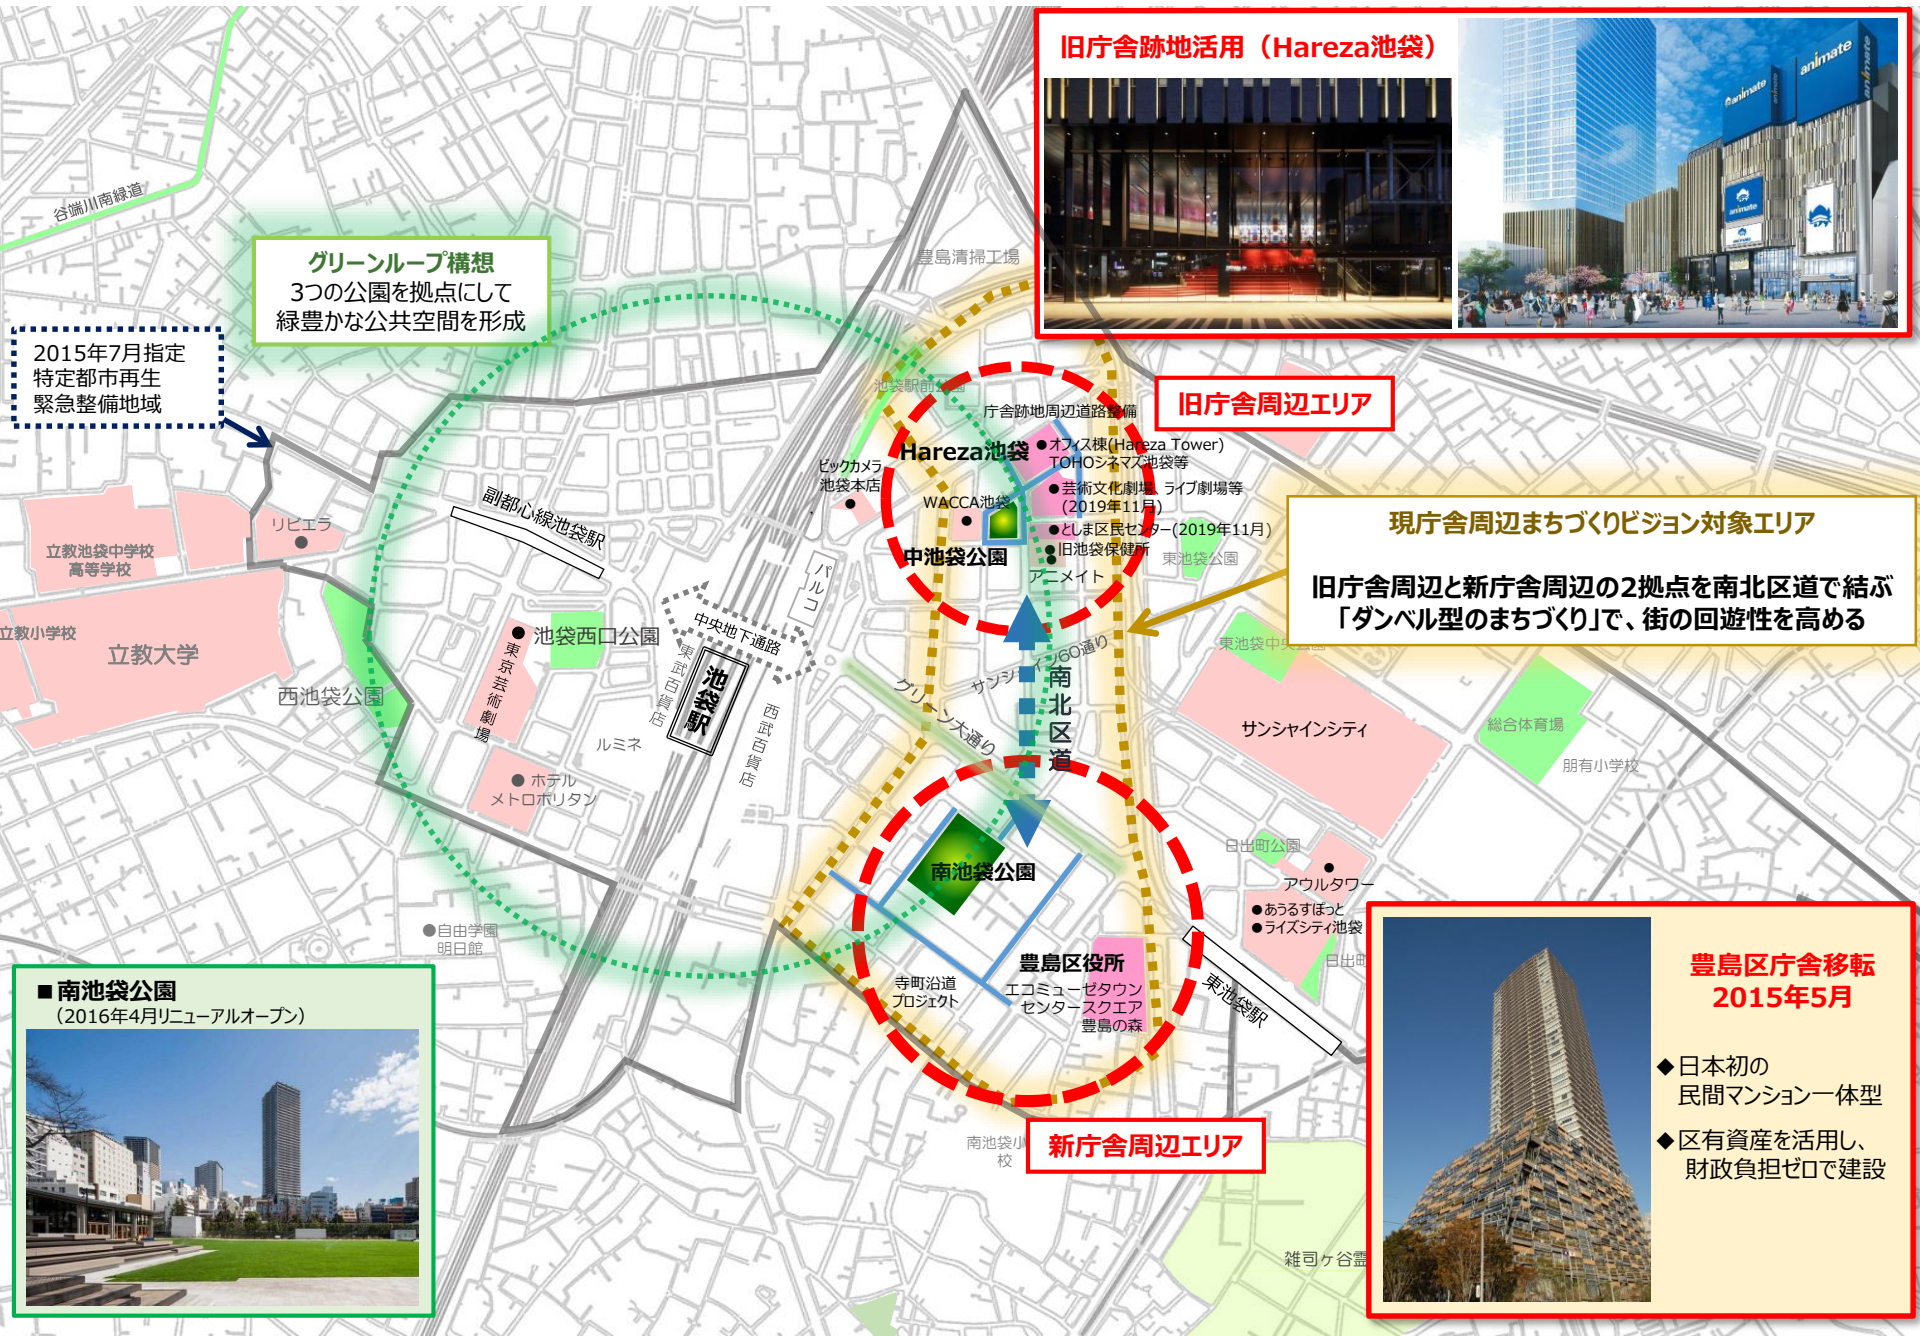 旧庁舎跡地活用（Hareza池袋）
animate
animate
animate
animate
animate
谷端川南緑道
グリーンループ構想
3つの公園を拠点にして
緑豊かな公共空間を形成
豊島清掃工場
2015年7月指定
特定都市再生
緊急整備地域
池袋駅前公園
旧庁舎周辺エリア
庁舎跡地周辺道路整備
Hareza池袋
●オフィス棟(Hareza Tower)
TOHOシネマズ池袋等
ビックカメラ
池袋本店
WACCA池袋
●芸術文化劇場、ライブ劇場等
(2019年11月)
●としま区民センター(2019年11月)
●旧池袋保健所
アニメイト
中池袋公園
東池袋公園
副都心線池袋駅
リビエラ
立教池袋中学校
高等学校
立教小学校
立教大学
西池袋公園
パルコ
中央地下通路
池袋西口公園
東京芸術劇場
東武百貨店
池袋駅
西武百貨店
ルミネ
●ホテル
メトロポリタン
現庁舎周辺まちづくりビジョン対象エリア
旧庁舎周辺と新庁舎周辺の2拠点を南北区道で結ぶ
「ダンベル型のまちづくり」で、街の回遊性を高める
東池袋中央公園
サンシャイン60通り
グリーン大通り
南北区道
サンシャインシティ
総合体育場
朋有小学校
日出町公園
アウルタワー
●あうるすぽっと
●ライズシティ池袋
日出町
南池袋公園
●自由学園
明日館
豊島区役所
エコミューゼタウン
センタースクエア
豊島の森
寺町沿道
プロジェクト
東池袋駅
■南池袋公園
（2016年4月リニューアルオープン）
新庁舎周辺エリア
南池袋小
校
雑司ヶ谷霊
豊島区庁舎移転
2015年5月
◆日本初の
民間マンション一体型
◆区有資産を活用し、
財政負担ゼロで建設